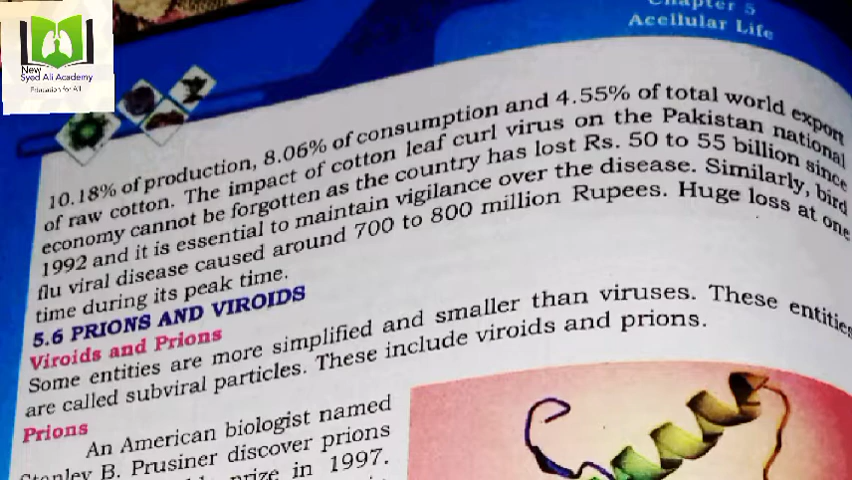 New
Syed Ali Academy
Education for All
Chapter 5
Acellular Life
10.18% of production, 8.06% of consumption and 4.55% of total world export
of raw cotton. The impact of cotton leaf curl virus on the Pakistan national
economy cannot be forgotten as the country has lost Rs. 50 to 55 billion since
1992 and it is essential to maintain vigilance over the disease. Similarly, bird
flu viral disease caused around 700 to 800 million Rupees. Huge loss at one
time during its peak time.
5.6 PRIONS AND VIROIDS
Viroids and Prions
Some entities are more simplified and smaller than viruses. These entities
are called subviral particles. These include viroids and prions.
Prions
An American biologist named
Stanley B. Prusiner discover prions
prize in 1997.